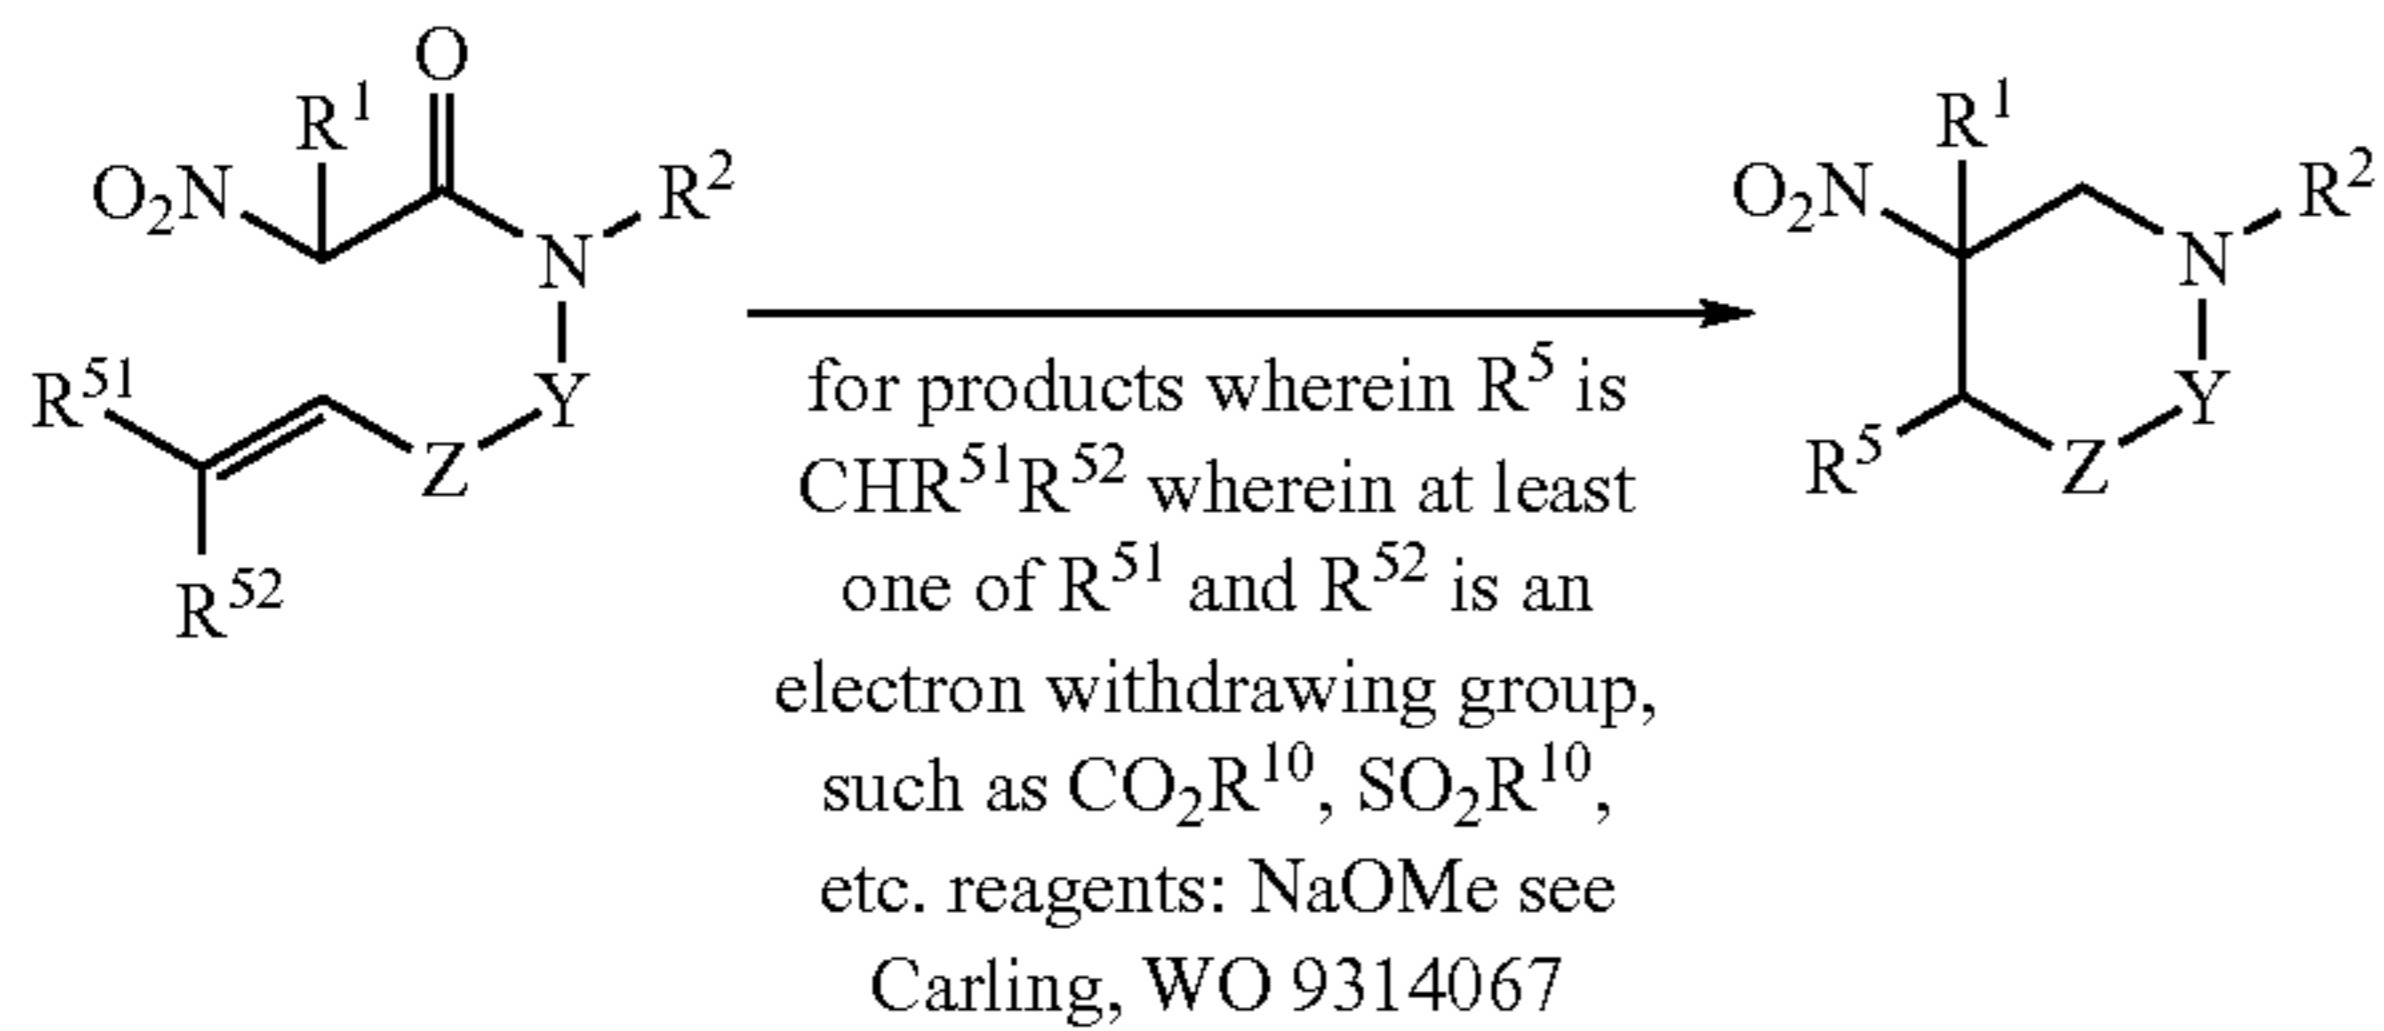 O
R¹
O₂N
R²
N
R⁵¹
Y
Z
R⁵²
for products wherein R⁵ is
CHR⁵¹R⁵² wherein at least
one of R⁵¹ and R⁵² is an
electron withdrawing group,
such as CO₂R¹⁰, SO₂R¹⁰,
etc. reagents: NaOMe see
Carling, WO 9314067
R¹
O₂N
R²
N
Y
R⁵
Z